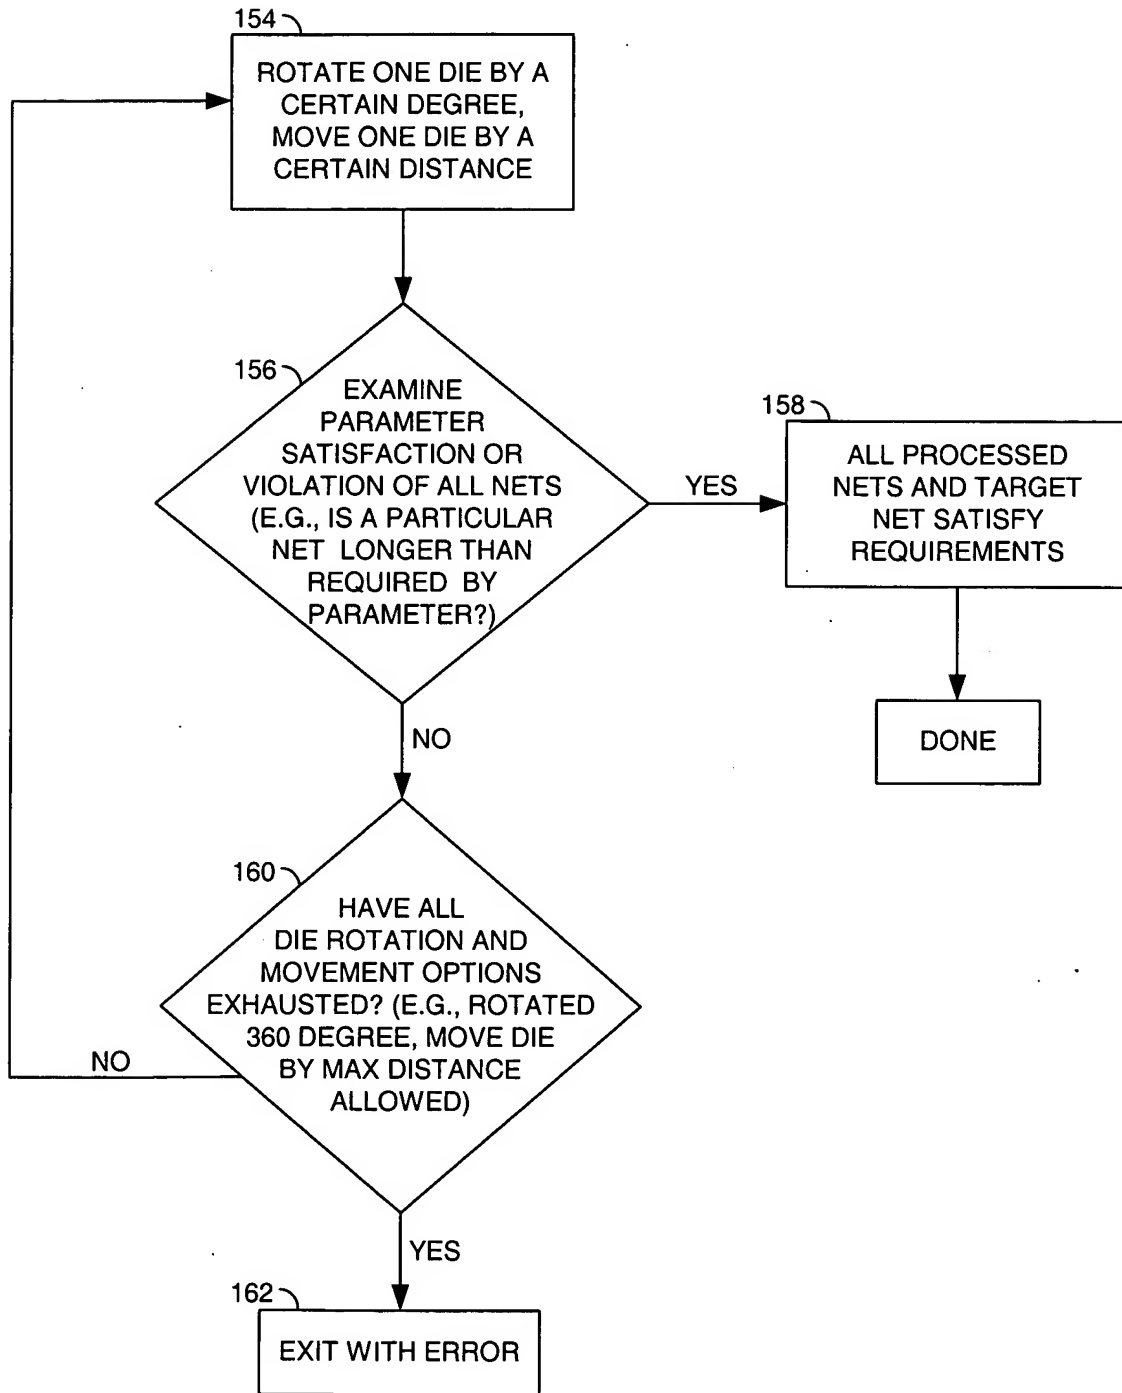 154
ROTATE ONE DIE BY A
CERTAIN DEGREE,
MOVE ONE DIE BY A
CERTAIN DISTANCE
156
EXAMINE
PARAMETER
SATISFACTION OR
VIOLATION OF ALL NETS
(E.G., IS A PARTICULAR
NET LONGER THAN
REQUIRED BY
PARAMETER?)
YES
158
ALL PROCESSED
NETS AND TARGET
NET SATISFY
REQUIREMENTS
DONE
NO
160
HAVE ALL
DIE ROTATION AND
MOVEMENT OPTIONS
EXHAUSTED? (E.G., ROTATED
360 DEGREE, MOVE DIE
BY MAX DISTANCE
ALLOWED)
NO
YES
162
EXIT WITH ERROR